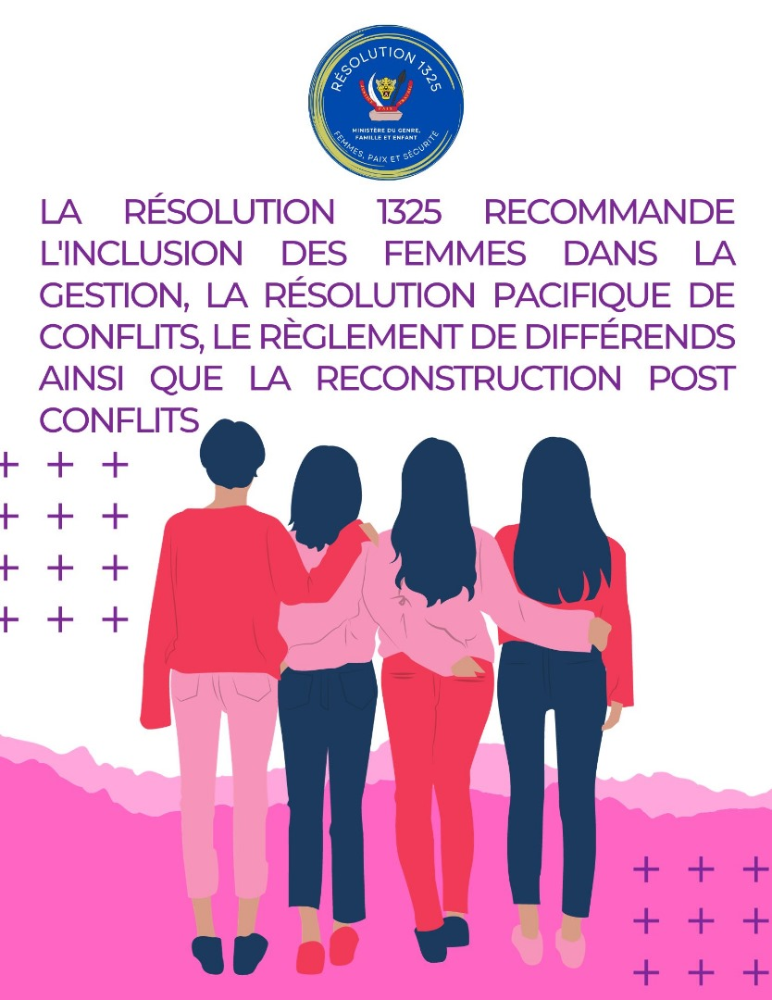 RÉSOLUTION 1325
MINISTÈRE DU GENRE,
FAMILLE ET ENFANT
FEMMES, PAIX ET SÉCURITÉ
LA RÉSOLUTION 1325 RECOMMANDE
L'INCLUSION DES FEMMES DANS LA
GESTION, LA RÉSOLUTION PACIFIQUE DE
CONFLITS, LE RÈGLEMENT DE DIFFÉRENDS
AINSI QUE LA RECONSTRUCTION POST
CONFLITS